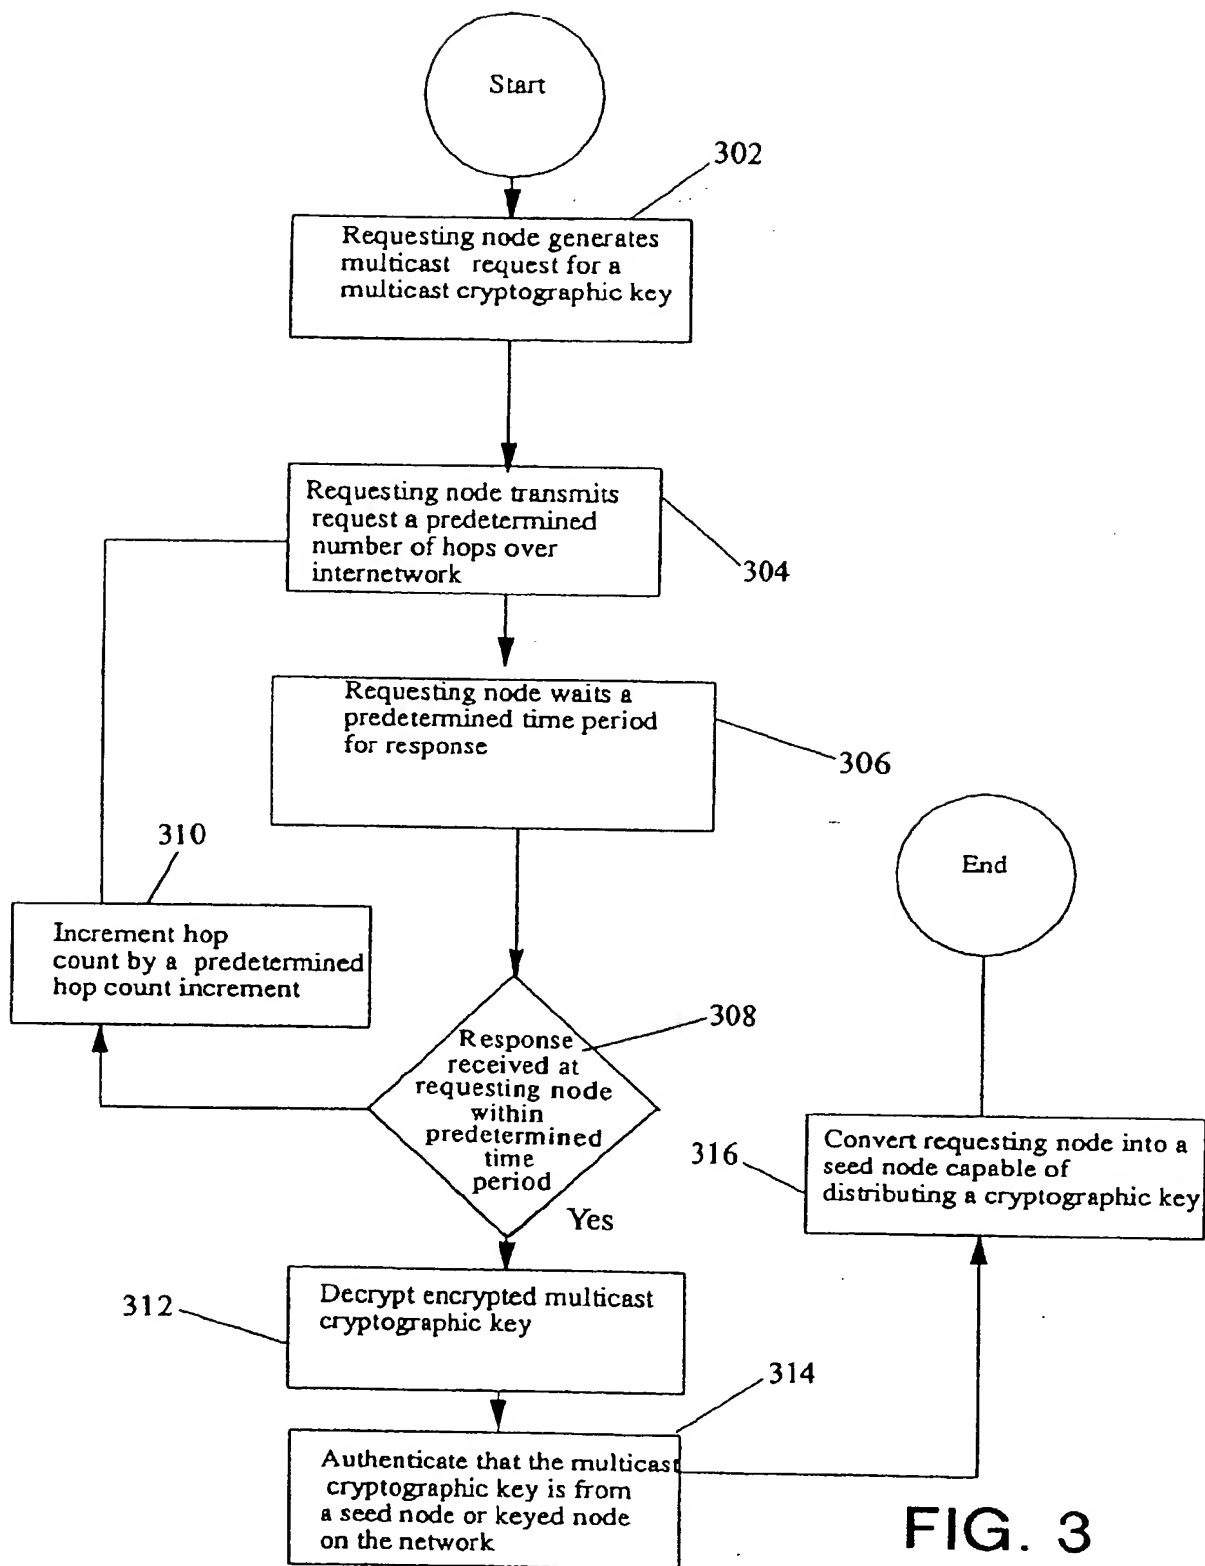 Start
302
Requesting node generates
multicast request for a
multicast cryptographic key
Requesting node transmits
request a predetermined
number of hops over
internetwork
304
Requesting node waits a
predetermined time period
for response
306
310
Increment hop
count by a predetermined
hop count increment
End
308
Response
received at
requesting node
within
predetermined
time
period
Yes
316
Convert requesting node into a
seed node capable of
distributing a cryptographic key
312
Decrypt encrypted multicast
cryptographic key
314
Authenticate that the multicast
cryptographic key is from
a seed node or keyed node
on the network
FIG. 3